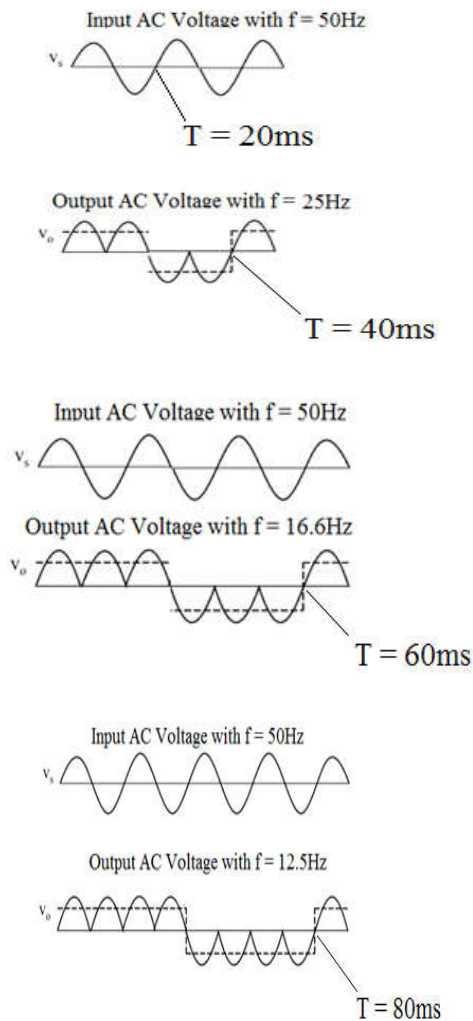 Input AC Voltage with f = 50Hz
vs
T = 20ms
Output AC Voltage with f = 25Hz
vo
T = 40ms
Input AC Voltage with f = 50Hz
vs
Output AC Voltage with f = 16.6Hz
vo
T = 60ms
Input AC Voltage with f = 50Hz
vs
Output AC Voltage with f = 12.5Hz
vo
T = 80ms